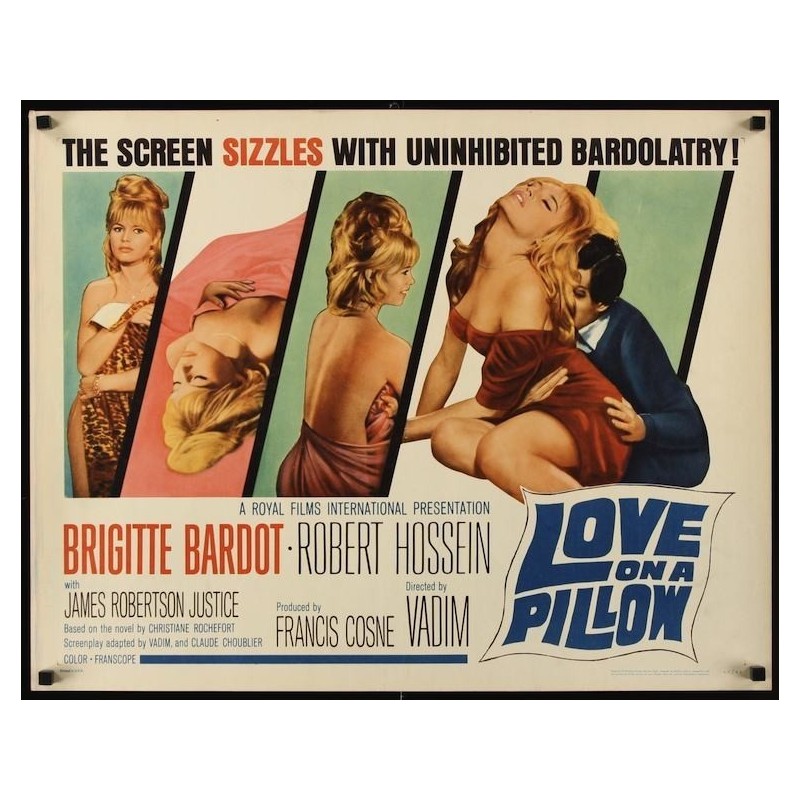 THE SCREEN SIZZLES WITH UNINHIBITED BARDOLATRY!
A ROYAL FILMS INTERNATIONAL PRESENTATION
BRIGITTE BARDOT · ROBERT HOSSEIN
with
JAMES ROBERTSON JUSTICE
Based on the novel by CHRISTIANE ROCHEFORT
Screenplay adapted by VADIM, and CLAUDE CHOUBLIER
COLOR · FRANSCOPE
Produced by
FRANCIS COSNE
Directed by
VADIM
LOVE
ON A
PILLOW